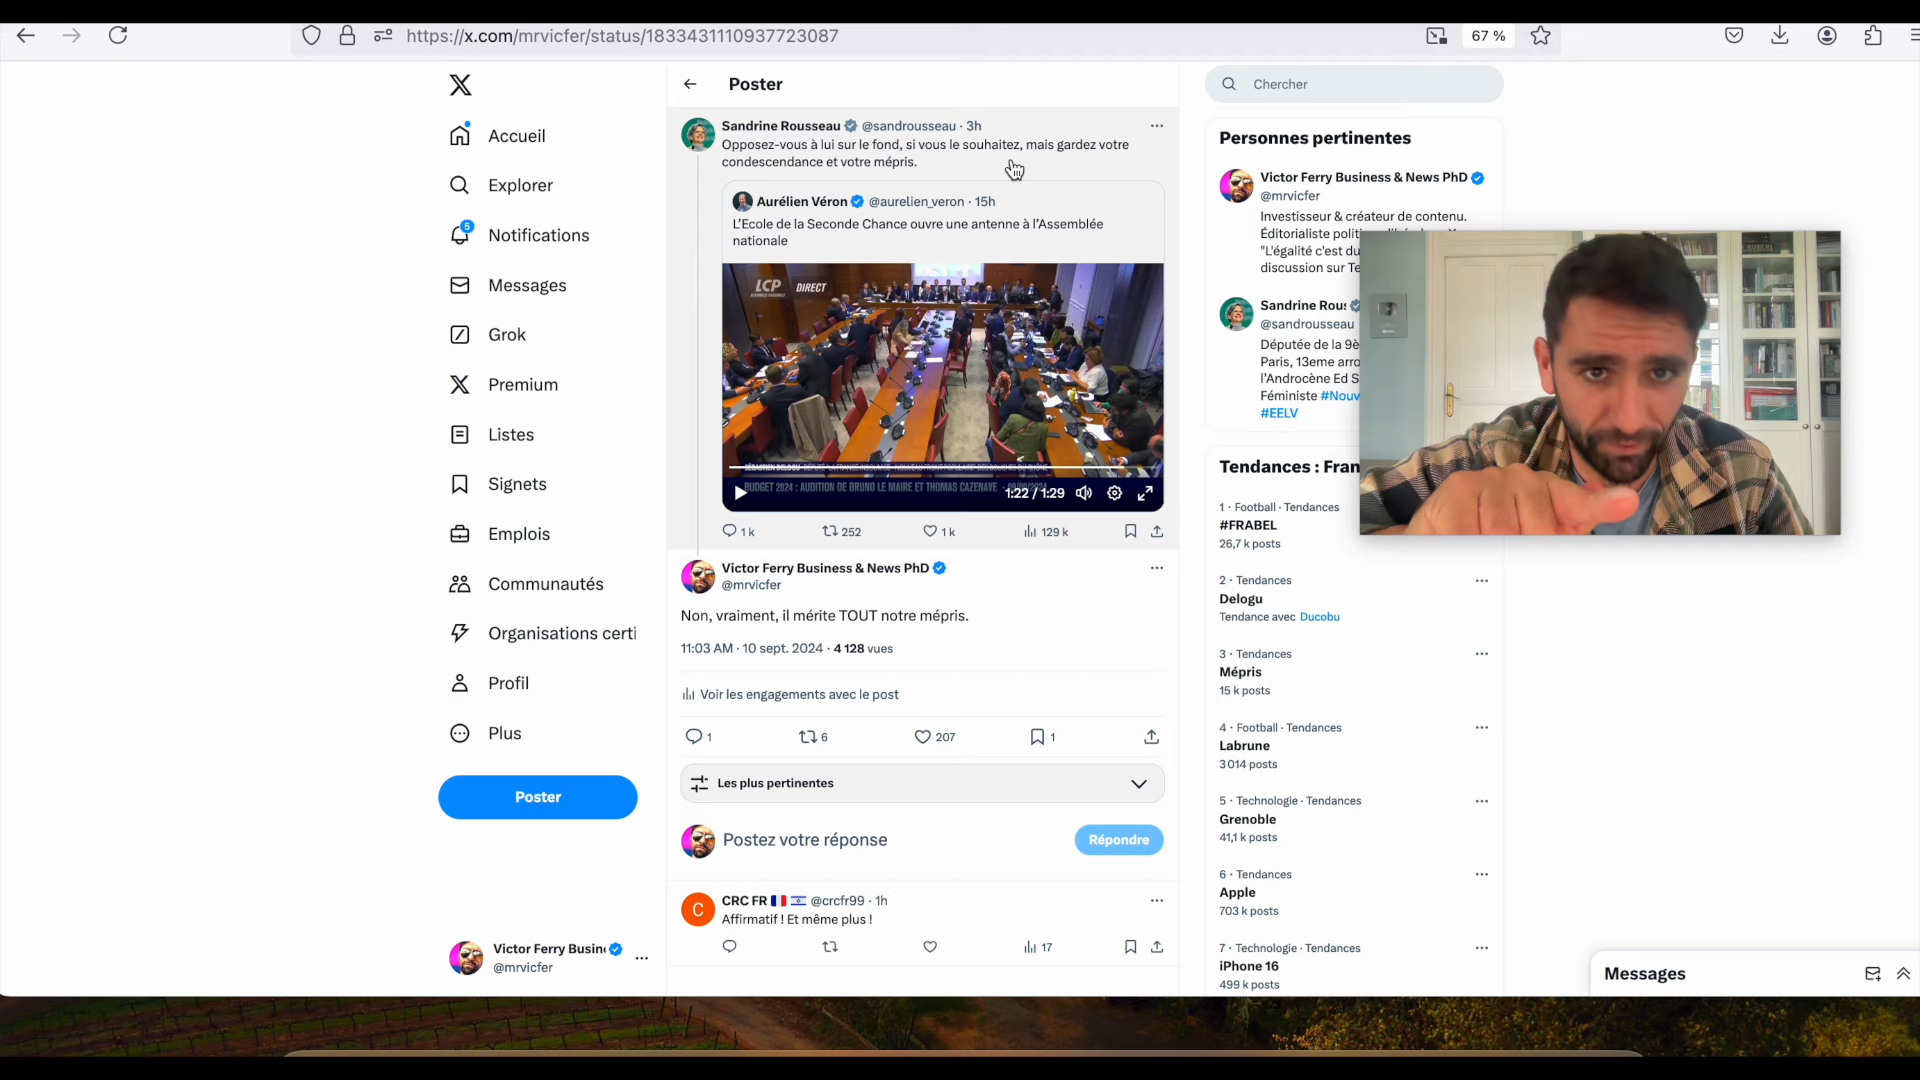 https://x.com/mrvicfer/status/1833431110937723087
67 %
Accueil
Explorer
5
Notifications
Messages
Grok
Premium
Listes
Signets
Emplois
Communautés
Organisations certi
Profil
Plus
Poster
Victor Ferry Busin
@mrvicfer
Poster
Sandrine Rousseau @sandrousseau · 3h
Opposez-vous à lui sur le fond, si vous le souhaitez, mais gardez votre
condescendance et votre mépris.
Aurélien Véron @aurelien_veron · 15h
L'Ecole de la Seconde Chance ouvre une antenne à l'Assemblée
nationale
LCP DIRECT
BUDGET 2024 : AUDITION DE BRUNO LE MAIRE ET THOMAS CAZENAVE
1:22 / 1:29
1 k 252 1 k 129 k
Victor Ferry Business & News PhD
@mrvicfer
Non, vraiment, il mérite TOUT notre mépris.
11:03 AM · 10 sept. 2024 · 4 128 vues
Voir les engagements avec le post
1 6 207 1
Les plus pertinentes
Postez votre réponse
Répondre
C
CRC FR @crcfr99 · 1h
Affirmatif ! Et même plus !
17
Chercher
Personnes pertinentes
Victor Ferry Business & News PhD
@mrvicfer
Investisseur & créateur de contenu.
"L'égalité c'est du
discussion sur Te
Sandrine Rous
@sandrousseau
Députée de la 9è
Paris, 13eme arro
l'Androcène Ed S
Féministe #Nouv
#EELV
Tendances : Fran
1 · Football · Tendances
#FRABEL
26,7 k posts
2 · Tendances
Delogu
Tendance avec Ducobu
3 · Tendances
Mépris
15 k posts
4 · Football · Tendances
Labrune
3 014 posts
5 · Technologie · Tendances
Grenoble
41,1 k posts
6 · Tendances
Apple
703 k posts
7 · Technologie · Tendances
iPhone 16
499 k posts
Messages